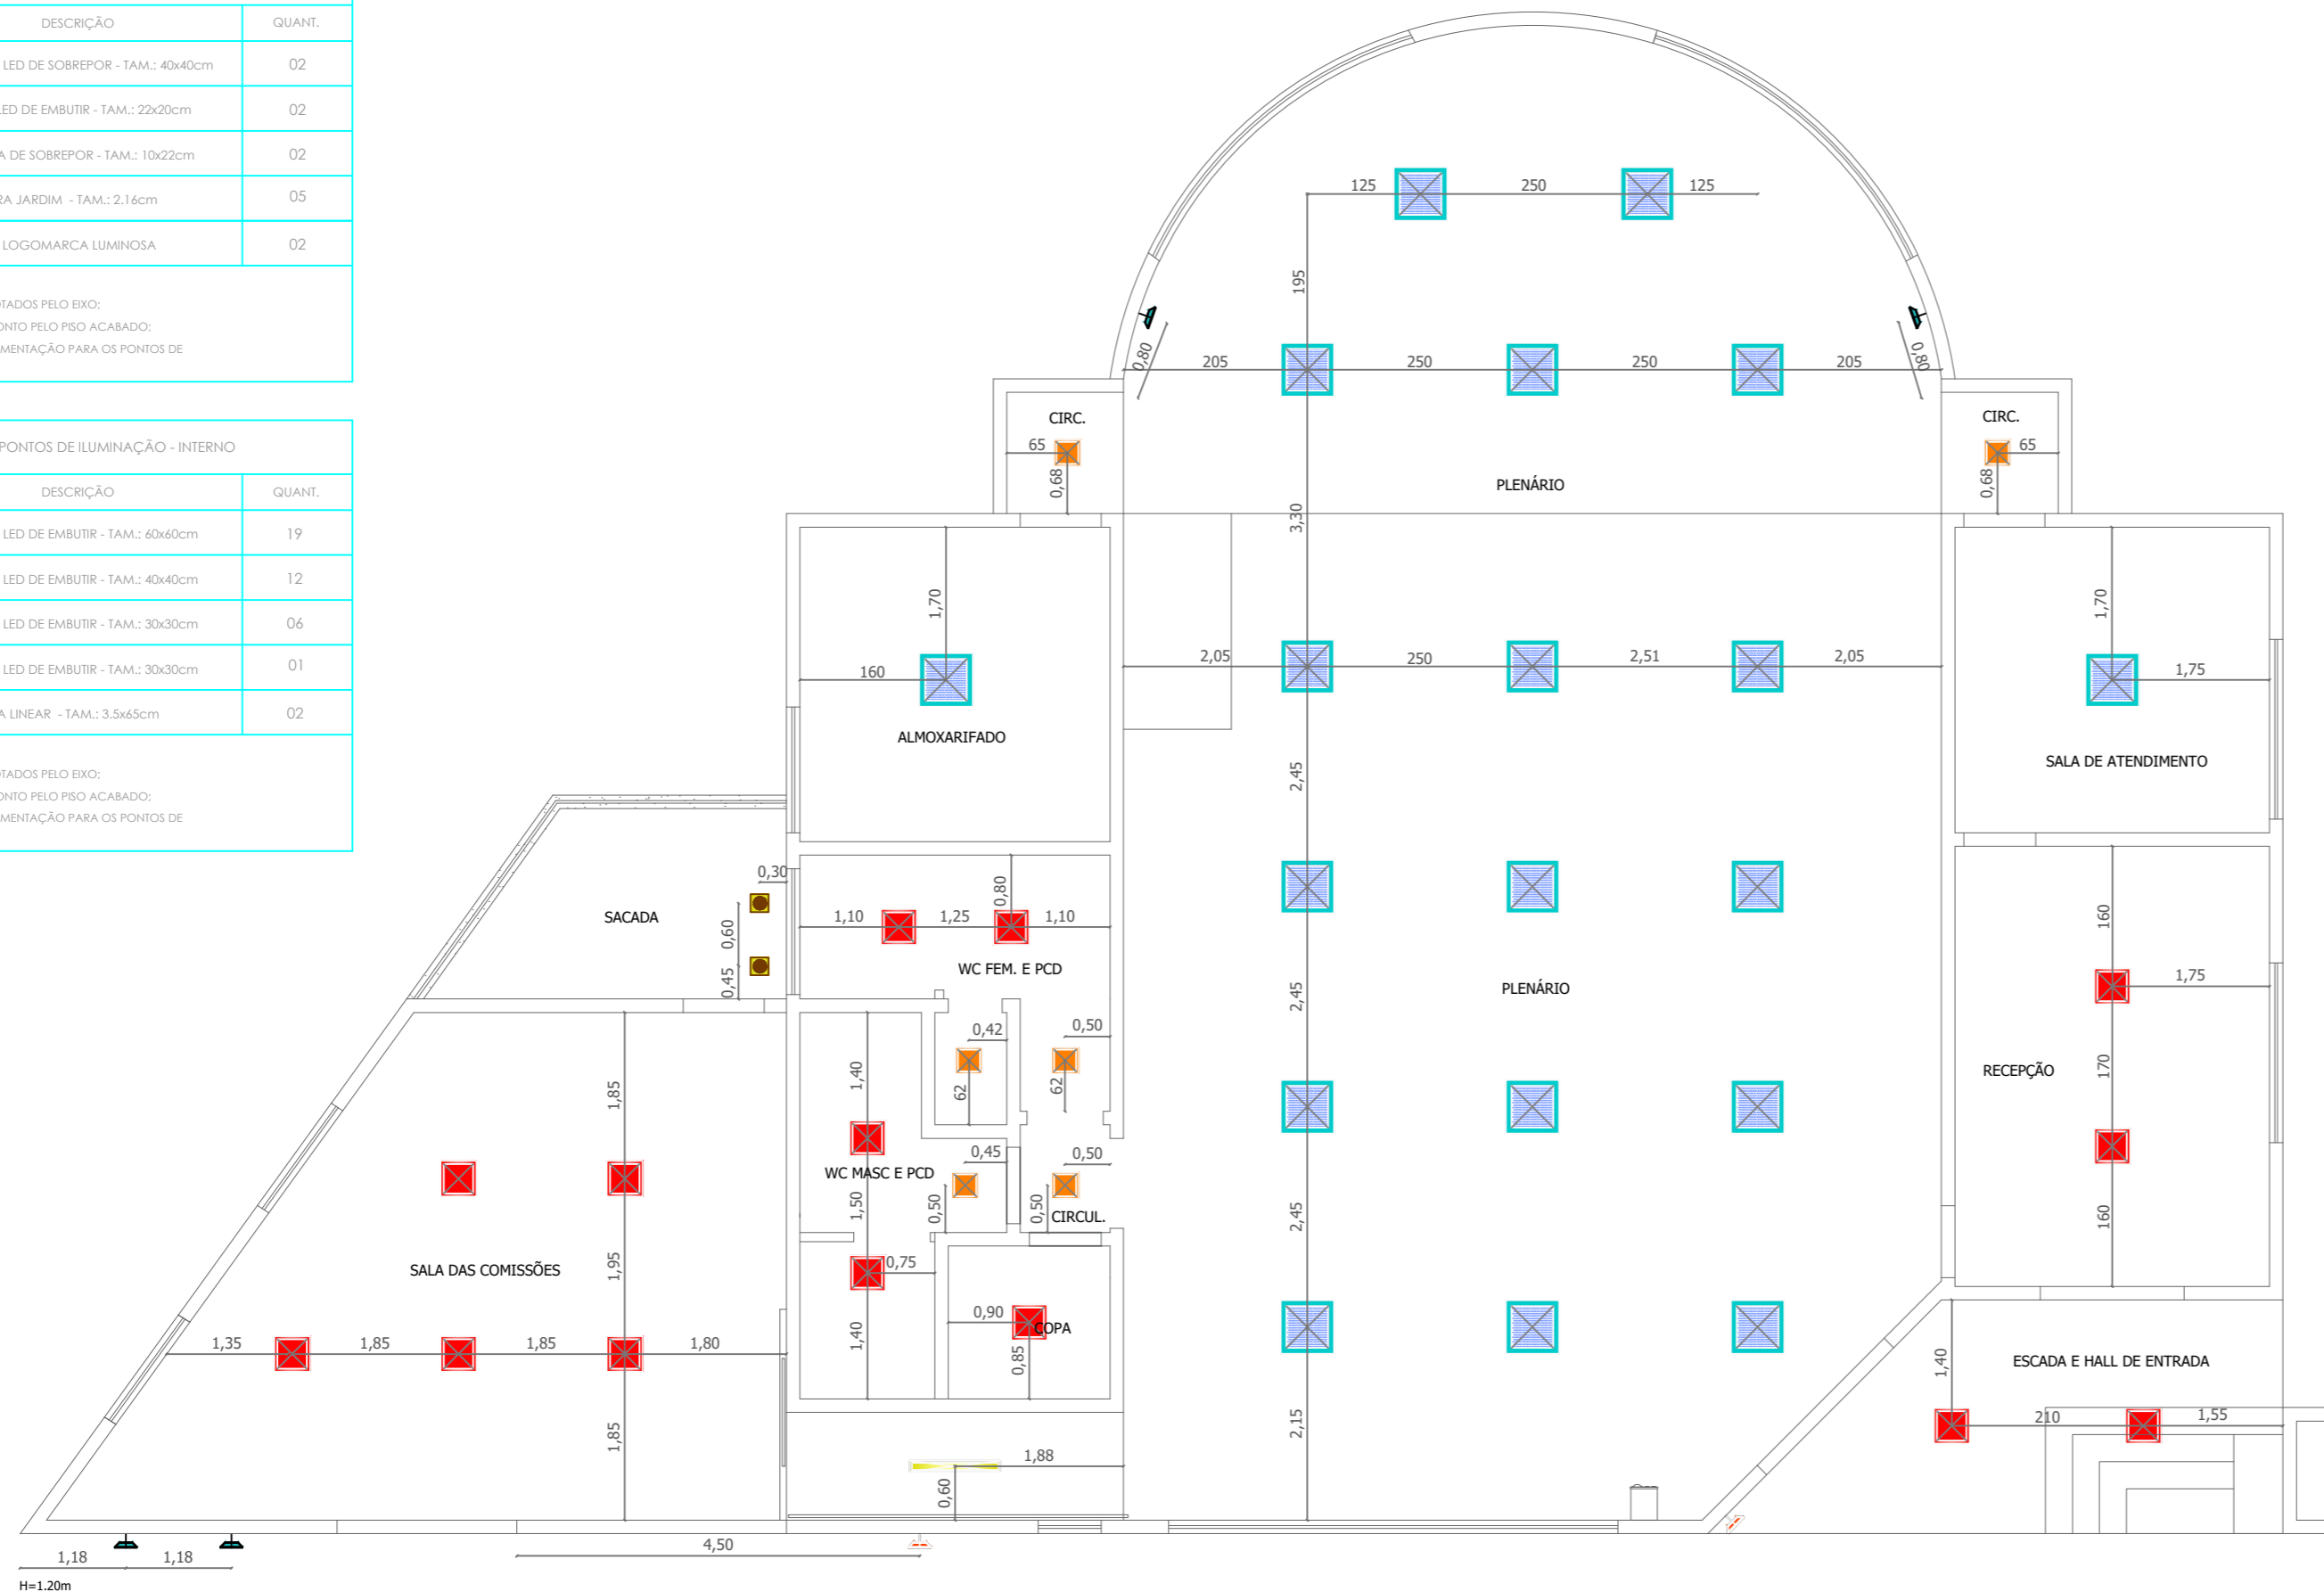 DESCRIÇÃO QUANT.
LED DE SOBREPOR - TAM.: 40x40cm 02
LED DE EMBUTIR - TAM.: 22x20cm 02
A DE SOBREPOR - TAM.: 10x22cm 02
RA JARDIM - TAM.: 2.16cm 05
LOGOMARCA LUMINOSA 02
OTADOS PELO EIXO;
ONTO PELO PISO ACABADO;
MENTAÇÃO PARA OS PONTOS DE
PONTOS DE ILUMINAÇÃO - INTERNO
DESCRIÇÃO QUANT.
LED DE EMBUTIR - TAM.: 60x60cm 19
LED DE EMBUTIR - TAM.: 40x40cm 12
LED DE EMBUTIR - TAM.: 30x30cm 06
LED DE EMBUTIR - TAM.: 30x30cm 01
A LINEAR - TAM.: 3.5x65cm 02
OTADOS PELO EIXO;
ONTO PELO PISO ACABADO;
MENTAÇÃO PARA OS PONTOS DE
125 250 125
195
0,80 0,80
205 250 250 205
CIRC. CIRC.
65 65
0,68 0,68
PLENÁRIO
3,30
1,70 1,70
2,05 250 2,51 2,05
160 1,75
ALMOXARIFADO
SALA DE ATENDIMENTO
2,45
0,30
0,80
SACADA
1,10 1,25 1,10
0,60
160
WC FEM. E PCD
0,45
2,45
PLENÁRIO
1,75
0,42 0,50
1,85
1,40
62 62
RECEPÇÃO
170
0,45 0,50
WC MASC E PCD
1,50
0,50 0,50
CIRCUL.
2,45
160
SALA DAS COMISSÕES
1,95
0,75
0,90
COPA
1,35 1,85 1,85 1,80
1,40
0,85
1,40
ESCADA E HALL DE ENTRADA
1,85
2,15
210 1,55
1,88
0,60
4,50
1,18 1,18
H=1.20m